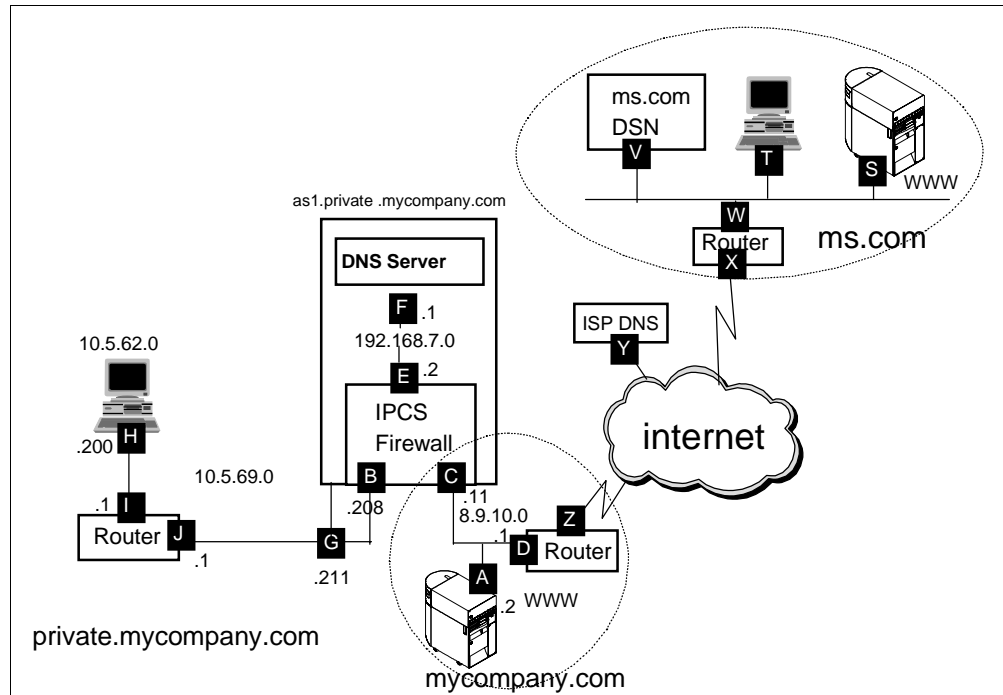 ms.com
DSN
V
T
S
WWW
W
Router
X
ms.com
as1.private .mycompany.com
DNS Server
F
.1
192.168.7.0
E
.2
IPCS
Firewall
B
C
.208
.11
8.9.10.0
.1
D
Z
Router
A
.2
WWW
mycompany.com
ISP DNS
Y
internet
10.5.62.0
H
.200
.1
I
Router
J
.1
10.5.69.0
G
.211
private.mycompany.com